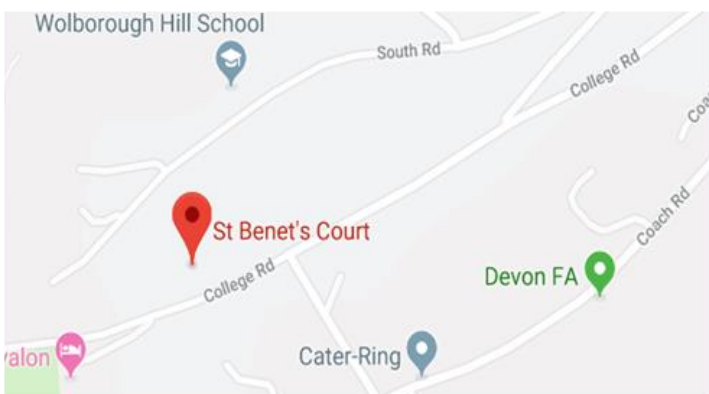 Wolborough Hill School
South Rd
College Rd
Coa
St Benet's Court
Coach Rd
College Rd
Devon FA
valon
Cater-Ring